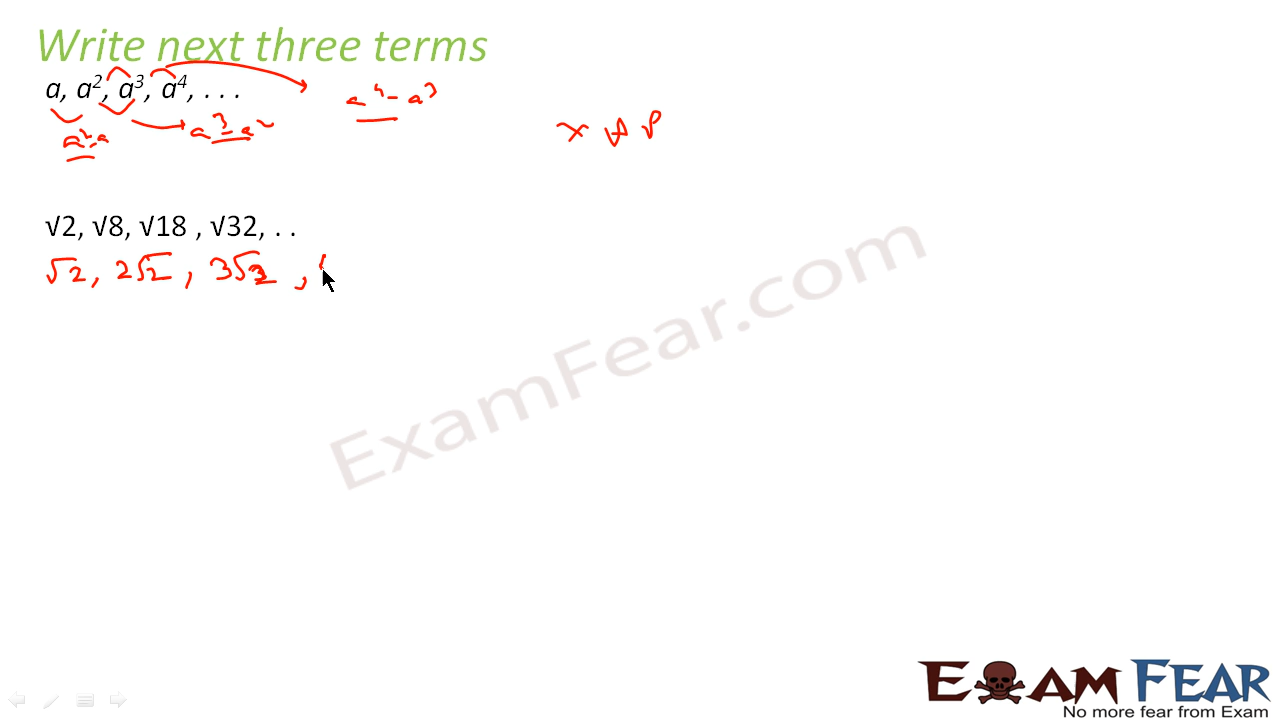 Write next three terms
a, a², a³, a⁴, . . .
a⁴ - a³
a² - a
a³ - a²
X AP
√2, √8, √18 , √32, . .
√2, 2√2, 3√2,
ExamFear.com
EXAM FEAR
No more fear from Exam